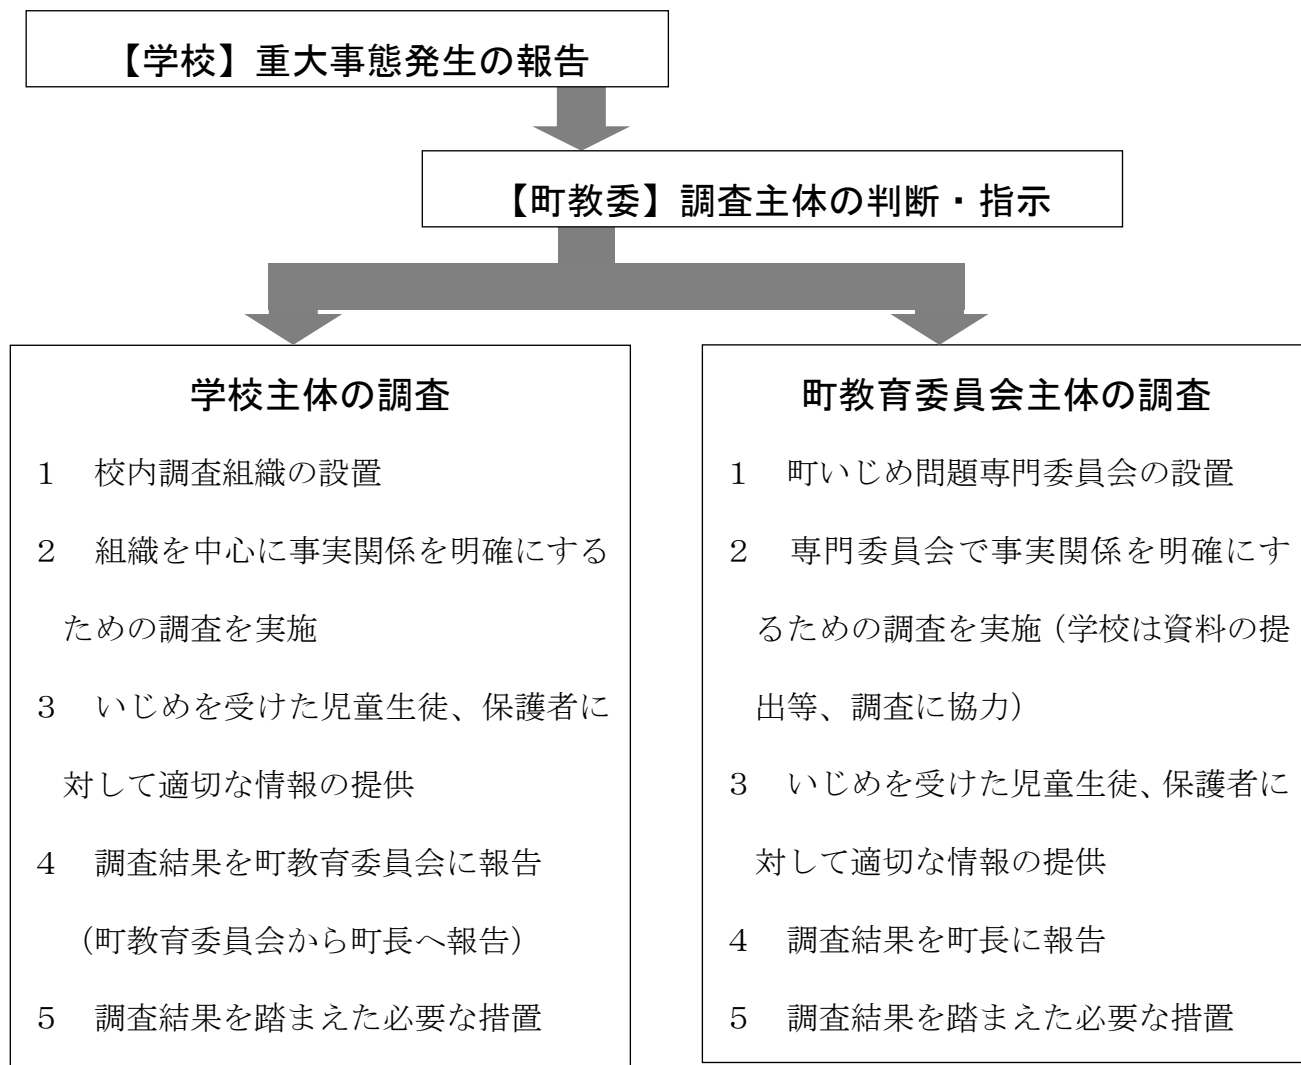 【学校】重大事態発生の報告
【町教委】調査主体の判断・指示
学校主体の調査
１　校内調査組織の設置
２　組織を中心に事実関係を明確にする
ための調査を実施
３　いじめを受けた児童生徒、保護者に
対して適切な情報の提供
４　調査結果を町教育委員会に報告
（町教育委員会から町長へ報告）
５　調査結果を踏まえた必要な措置
町教育委員会主体の調査
１　町いじめ問題専門委員会の設置
２　専門委員会で事実関係を明確にす
るための調査を実施（学校は資料の提
出等、調査に協力）
３　いじめを受けた児童生徒、保護者に
対して適切な情報の提供
４　調査結果を町長に報告
５　調査結果を踏まえた必要な措置